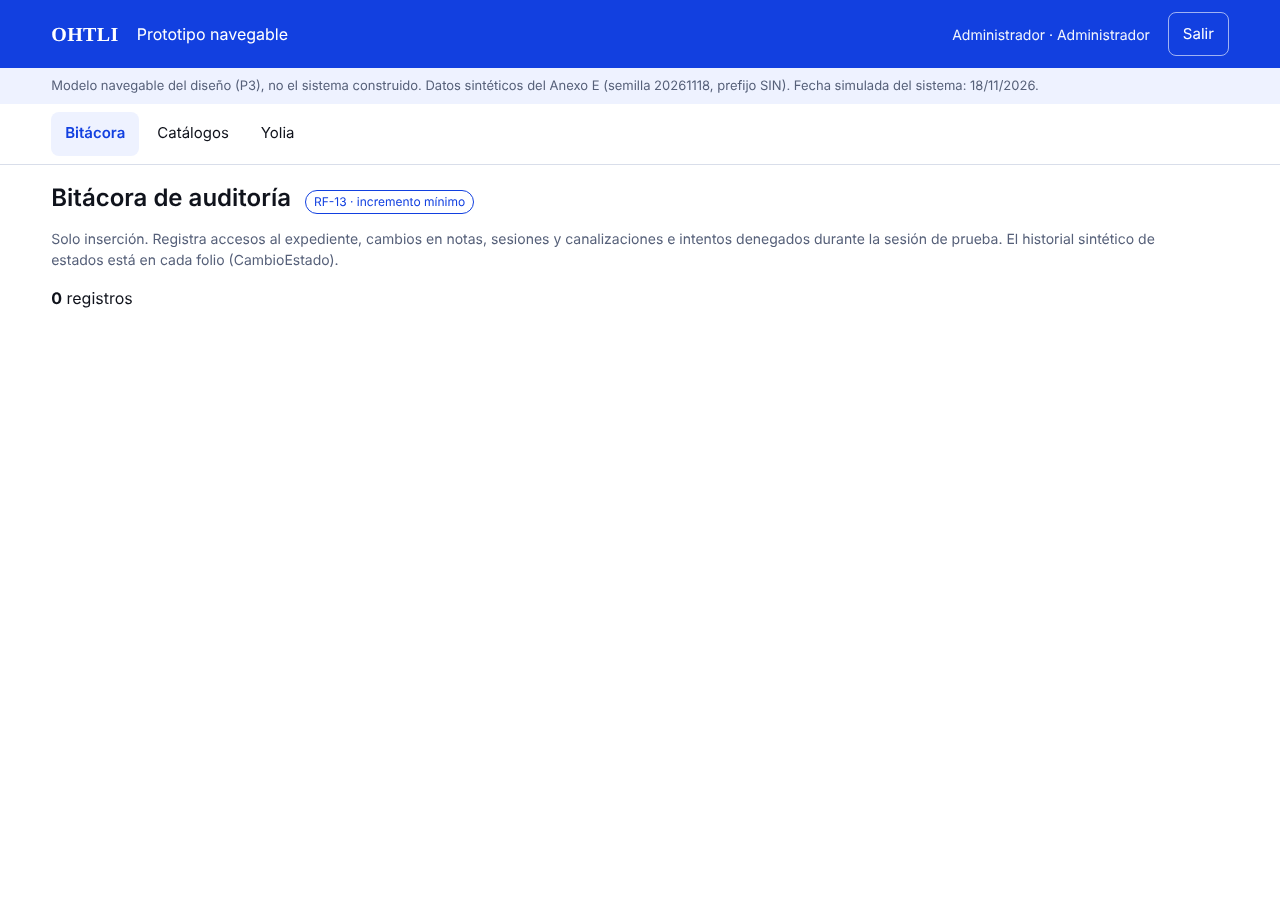 OHTLI Prototipo navegable Administrador · Administrador Salir
Modelo navegable del diseño (P3), no el sistema construido. Datos sintéticos del Anexo E (semilla 20261118, prefijo SIN). Fecha simulada del sistema: 18/11/2026.
Bitácora Catálogos Yolia
Bitácora de auditoría RF-13 · incremento mínimo
Solo inserción. Registra accesos al expediente, cambios en notas, sesiones y canalizaciones e intentos denegados durante la sesión de prueba. El historial sintético de
estados está en cada folio (CambioEstado).
0 registros